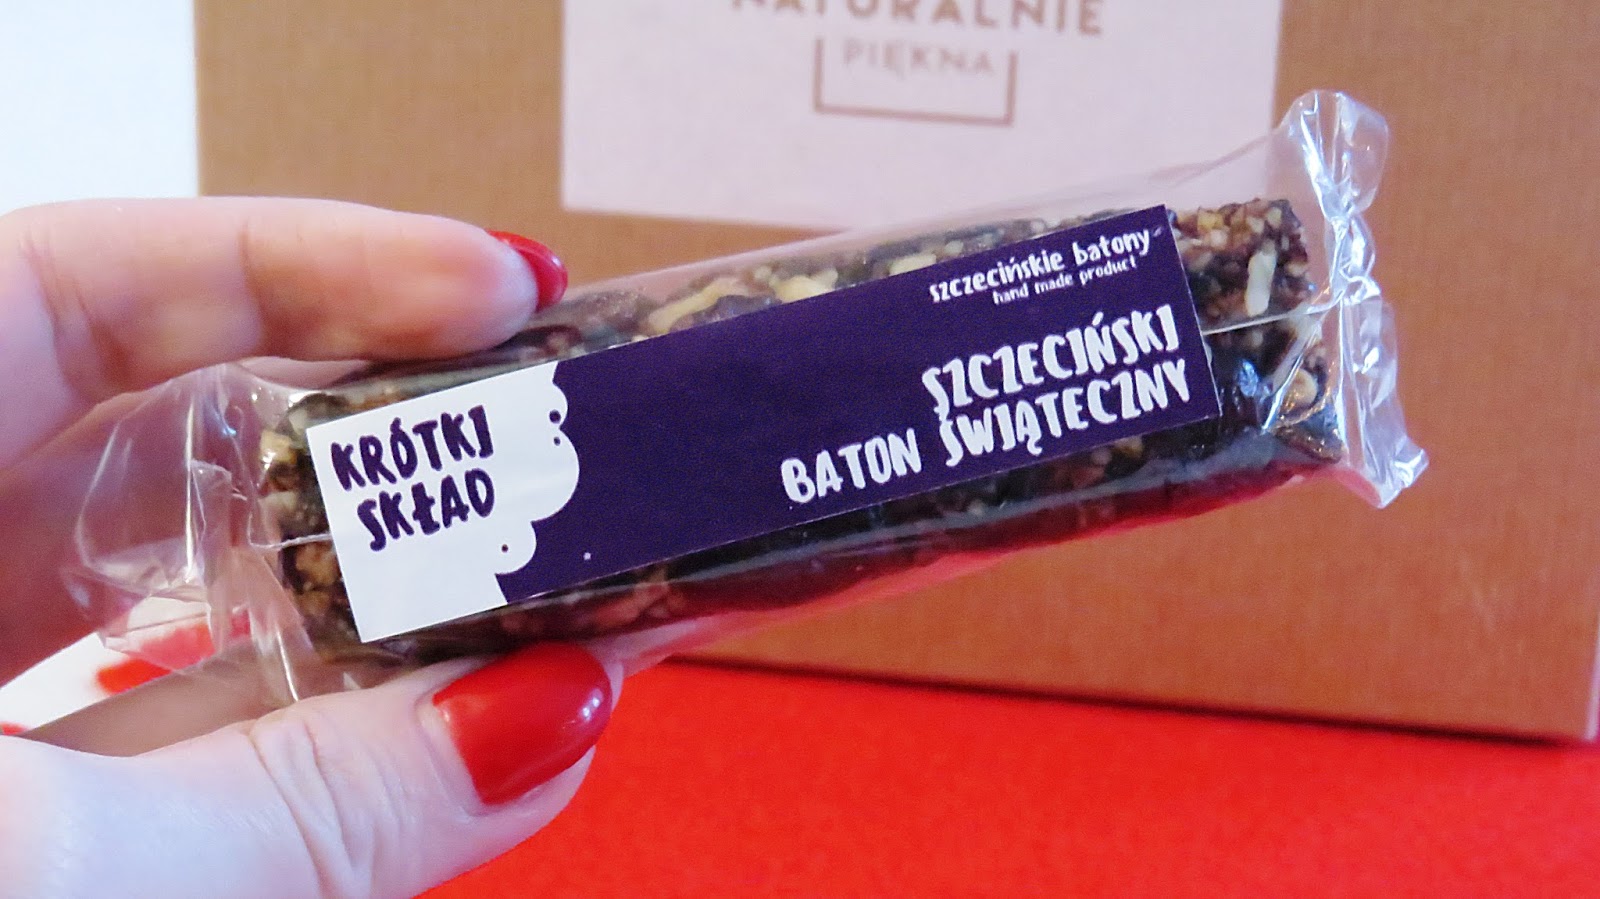 NATURALNIE
PIĘKNA
szczecińskie batony
hand made product
SZCZECIŃSKI
BATON ŚWIĄTECZNY
KRÓTKI
SKŁAD